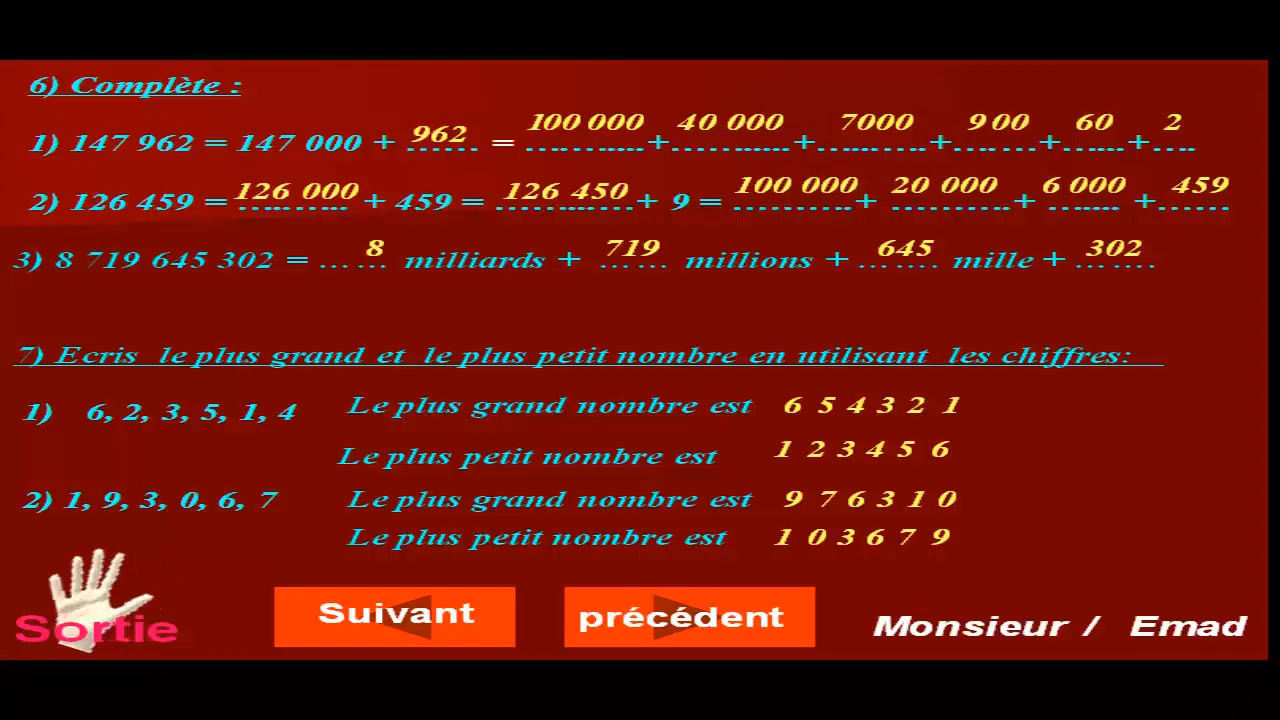 6) Complète :
1) 147 962 = 147 000 + 962 = 100 000 + 40 000 + 7000 + 900 + 60 + 2
2) 126 459 = 126 000 + 459 = 126 450 + 9 = 100 000 + 20 000 + 6 000 + 459
3) 8 719 645 302 = 8 milliards + 719 millions + 645 mille + 302
7) Ecris le plus grand et le plus petit nombre en utilisant les chiffres:
1) 6, 2, 3, 5, 1, 4 Le plus grand nombre est 6 5 4 3 2 1
Le plus petit nombre est 1 2 3 4 5 6
2) 1, 9, 3, 0, 6, 7 Le plus grand nombre est 9 7 6 3 1 0
Le plus petit nombre est 1 0 3 6 7 9
Sortie Suivant précédent Monsieur / Emad